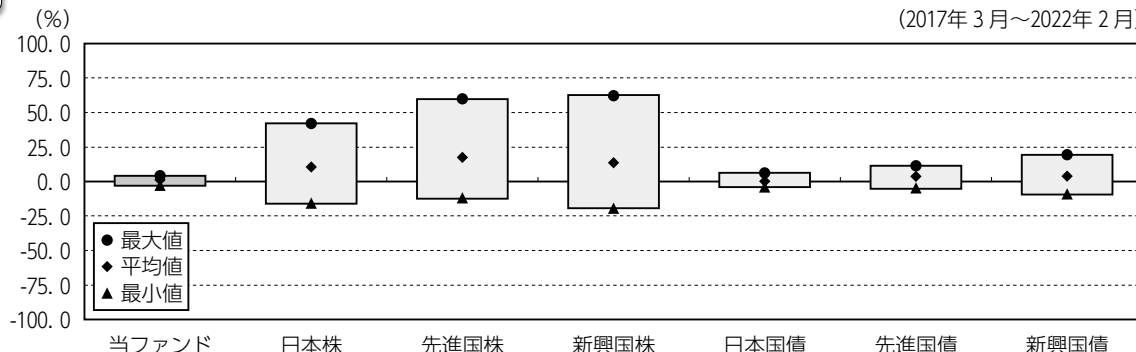 (%)
(2017年3月～2022年2月)
100.0
75.0
50.0
25.0
0.0
-25.0
-50.0
-75.0
-100.0
● 最大値
◆ 平均値
▲ 最小値
当ファンド 日本株 先進国株 新興国株 日本国債 先進国債 新興国債